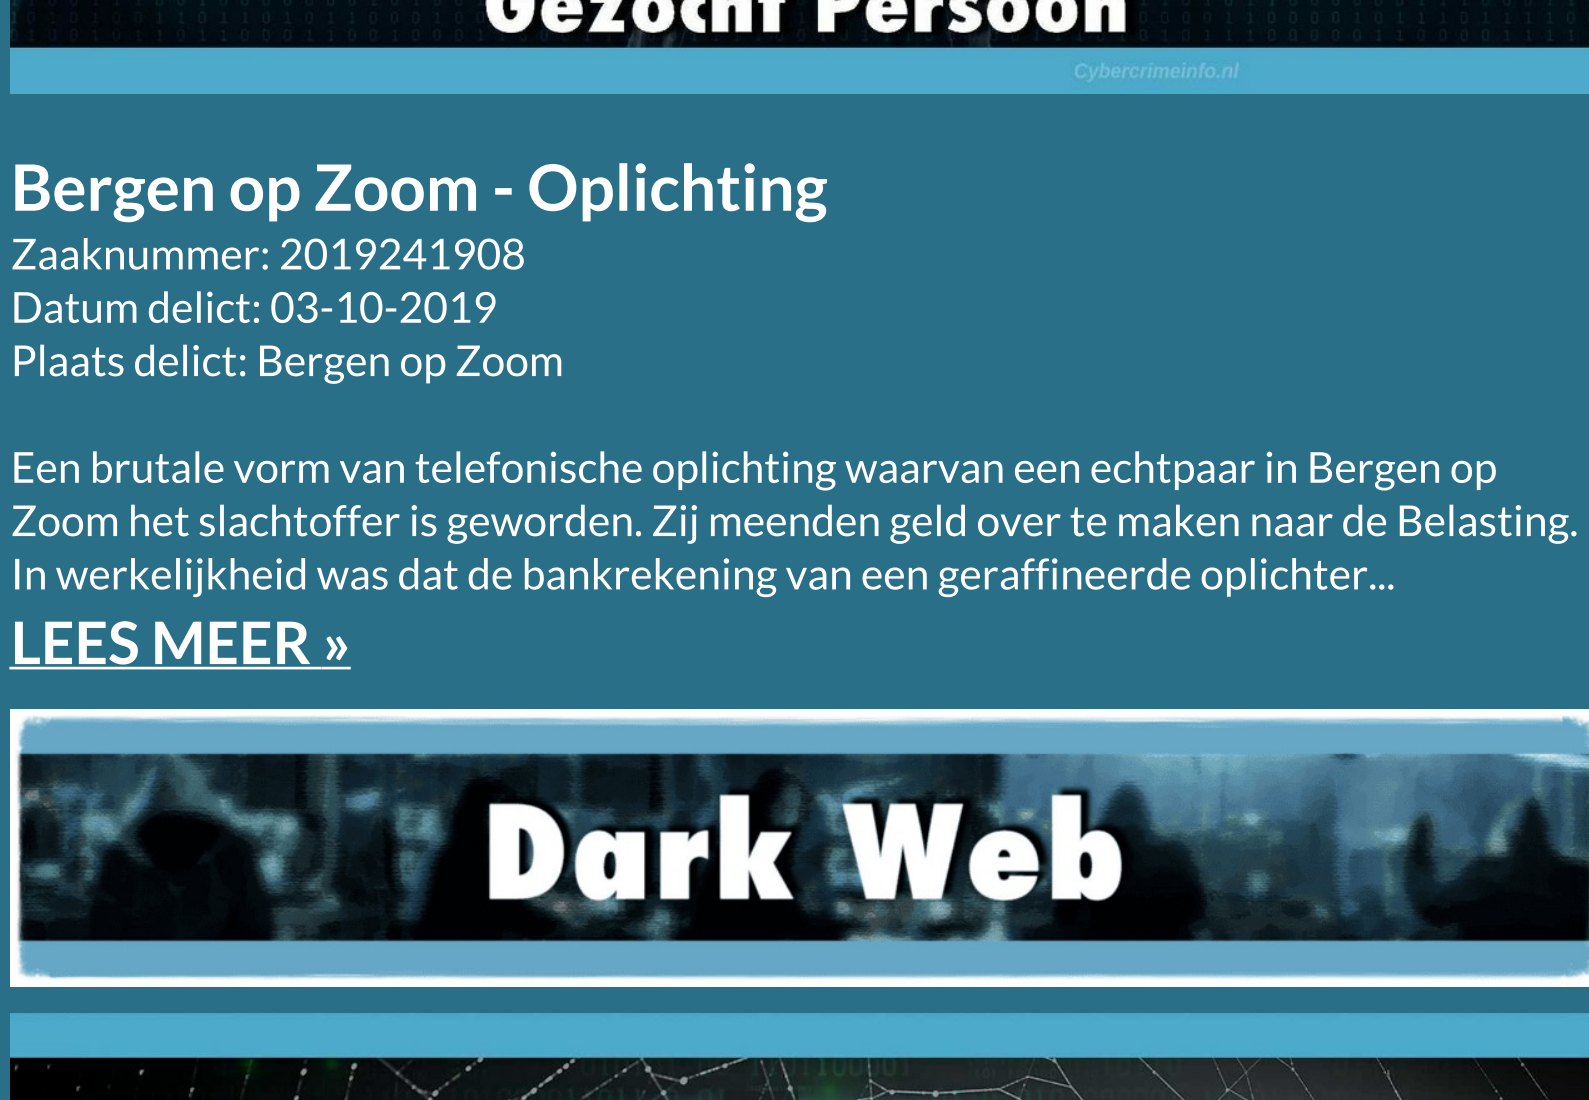 Gezocht Persoon
Cybercrimeinfo.nl
Bergen op Zoom - Oplichting
Zaaknummer: 2019241908
Datum delict: 03-10-2019
Plaats delict: Bergen op Zoom
Een brutale vorm van telefonische oplichting waarvan een echtpaar in Bergen op
Zoom het slachtoffer is geworden. Zij meenden geld over te maken naar de Belasting.
In werkelijkheid was dat de bankrekening van een geraffineerde oplichter...
LEES MEER »
Dark Web